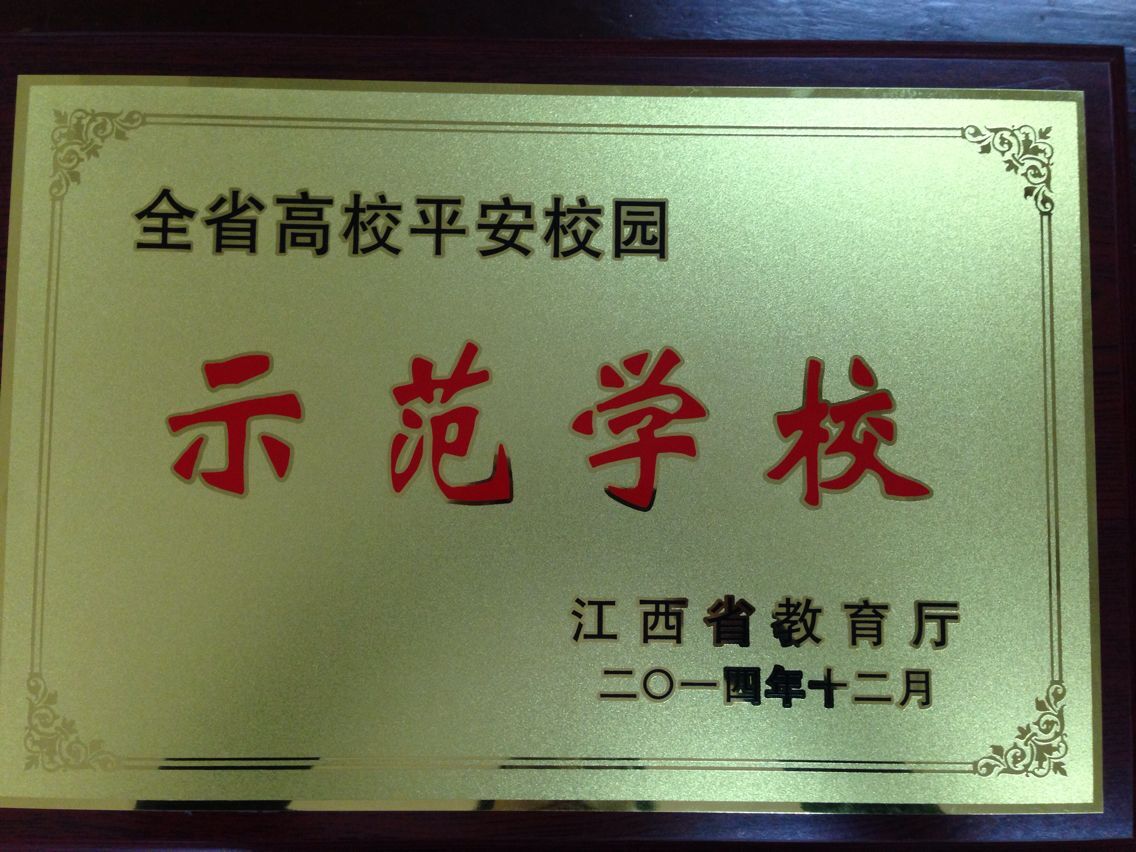 全省高校平安校园
示范学校
江西省教育厅
二〇一四年十二月